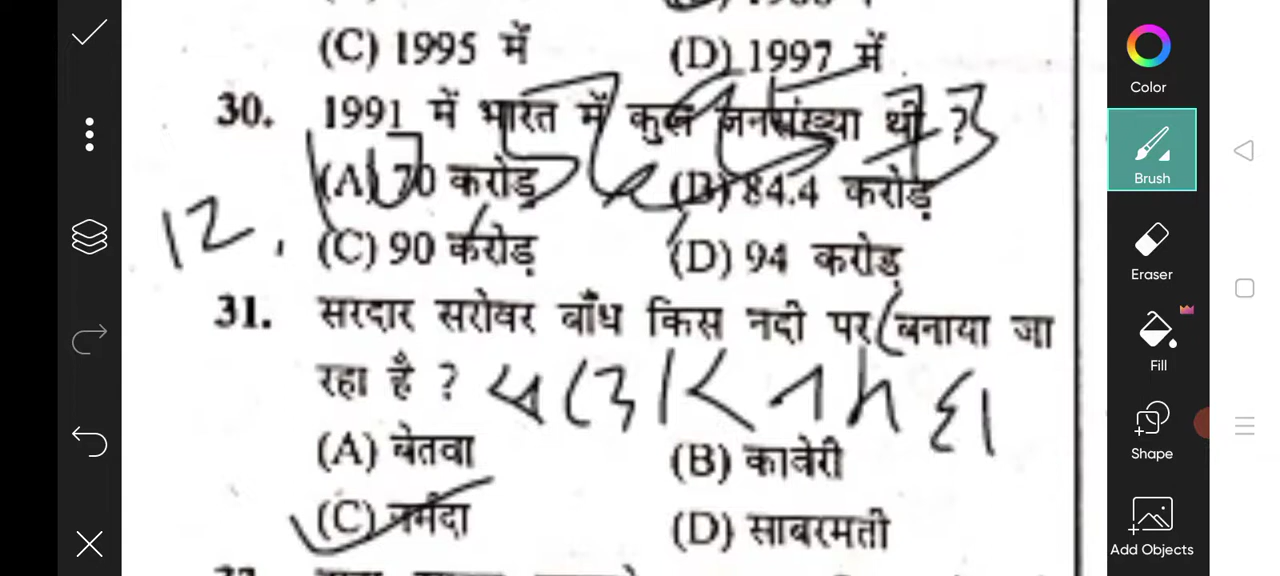 (C) 1995 में (D) 1997 में
30. 1991 में भारत में कुल जनसंख्या थी ?
(A) 70 करोड़ (B) 84.4 करोड़
12.
(C) 90 करोड़ (D) 94 करोड़
31. सरदार सरोवर बाँध किस नदी पर बनाया जा
रहा है ?
(A) बेतवा (B) कावेरी
(C) नर्मदा (D) साबरमती
Color
Brush
Eraser
Fill
Shape
Add Objects